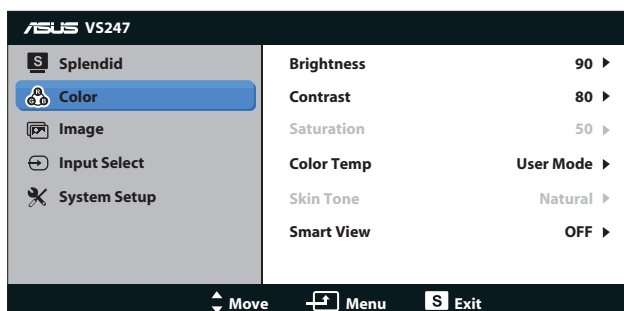 ASUS VS247
S Splendid
Color
Image
Input Select
System Setup
Brightness 90
Contrast 80
Saturation 50
Color Temp User Mode
Skin Tone Natural
Smart View OFF
Move Menu S Exit